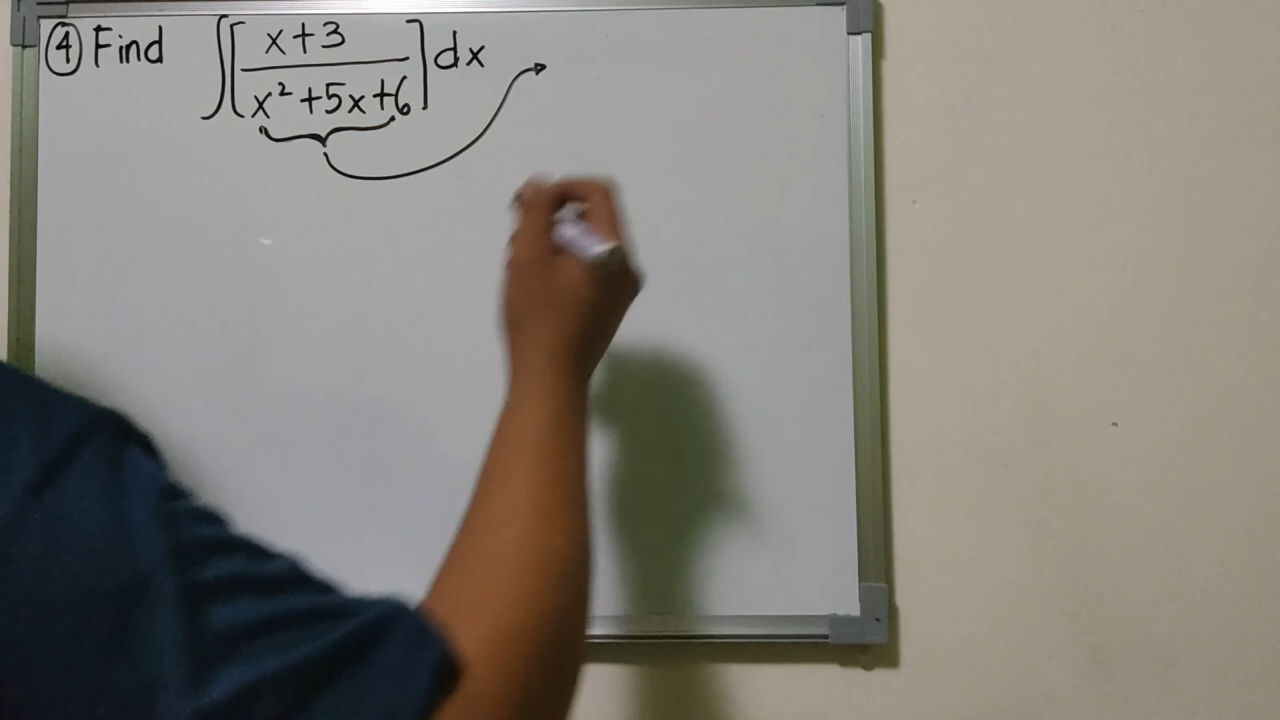 ④ Find ∫[(x+3)/(x²+5x+6)]dx